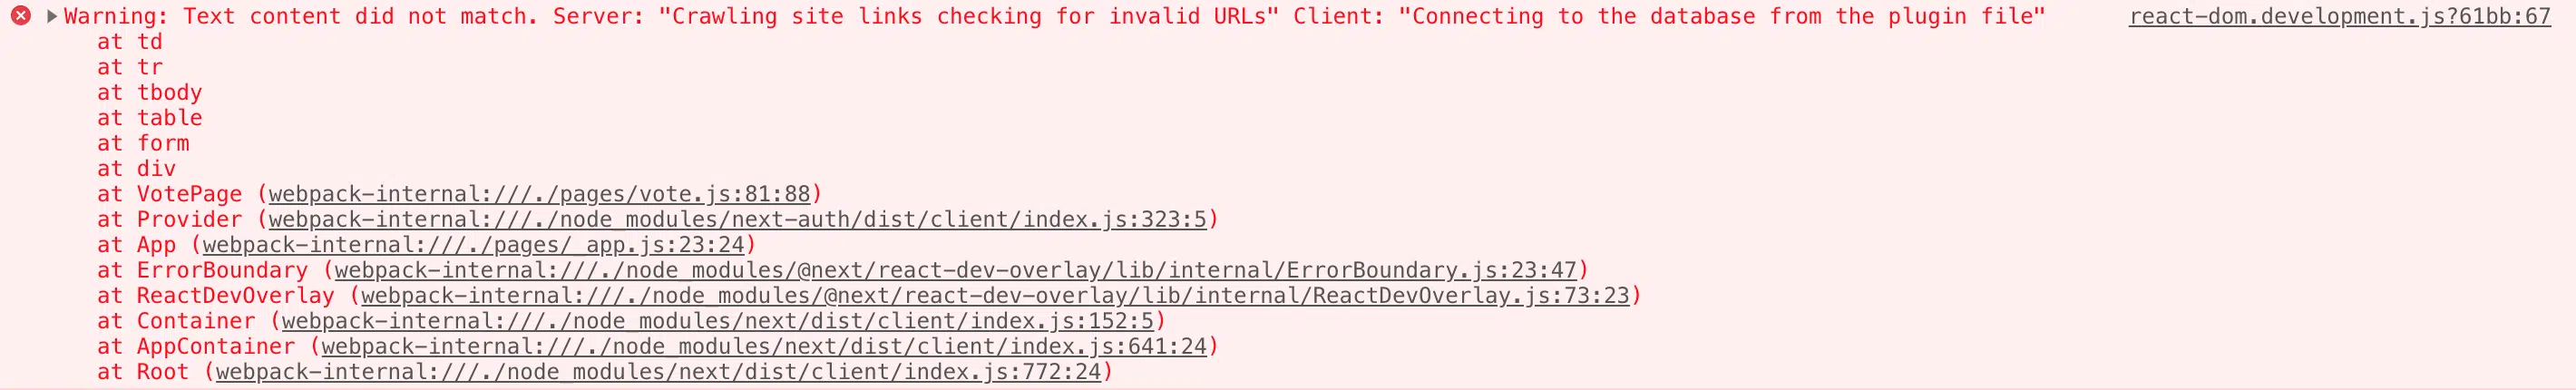 Warning: Text content did not match. Server: "Crawling site links checking for invalid URLs" Client: "Connecting to the database from the plugin file" react-dom.development.js?61bb:67
at td
at tr
at tbody
at table
at form
at div
at VotePage (webpack-internal:///./pages/vote.js:81:88)
at Provider (webpack-internal:///./node_modules/next-auth/dist/client/index.js:323:5)
at App (webpack-internal:///./pages/_app.js:23:24)
at ErrorBoundary (webpack-internal:///./node_modules/@next/react-dev-overlay/lib/internal/ErrorBoundary.js:23:47)
at ReactDevOverlay (webpack-internal:///./node_modules/@next/react-dev-overlay/lib/internal/ReactDevOverlay.js:73:23)
at Container (webpack-internal:///./node_modules/next/dist/client/index.js:152:5)
at AppContainer (webpack-internal:///./node_modules/next/dist/client/index.js:641:24)
at Root (webpack-internal:///./node_modules/next/dist/client/index.js:772:24)